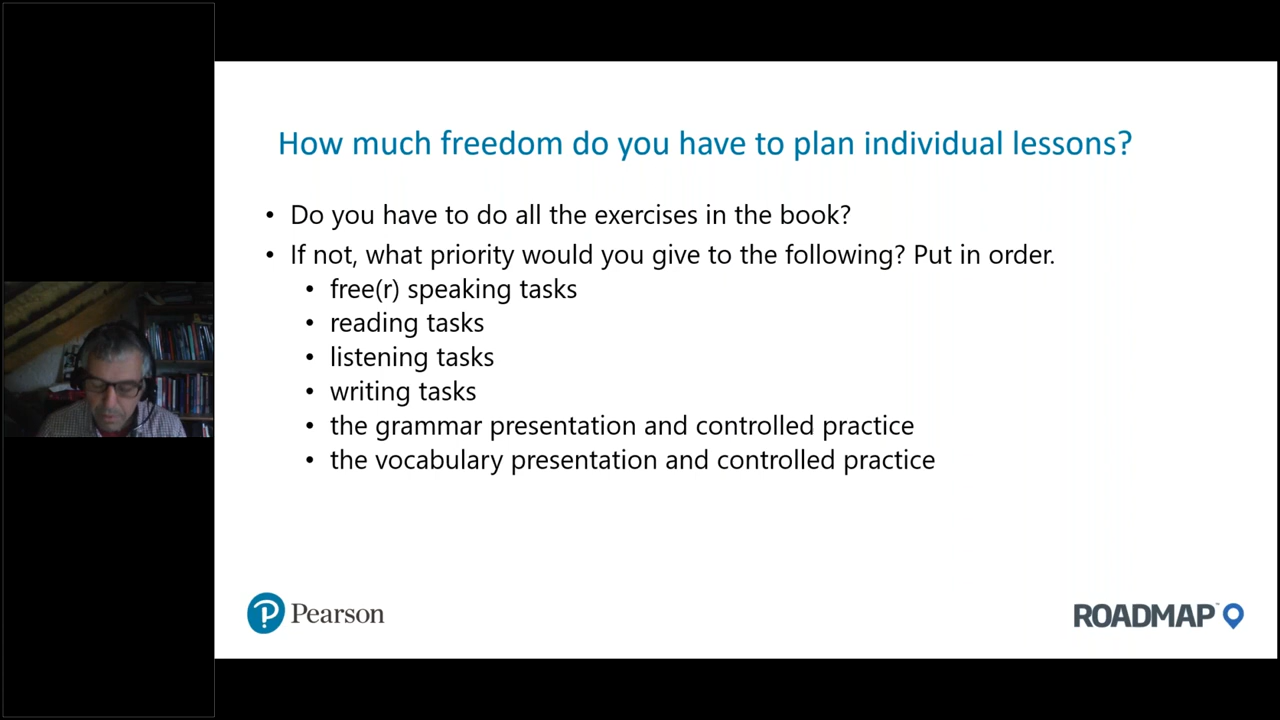 How much freedom do you have to plan individual lessons?
• Do you have to do all the exercises in the book?
• If not, what priority would you give to the following? Put in order.
• free(r) speaking tasks
• reading tasks
• listening tasks
• writing tasks
• the grammar presentation and controlled practice
• the vocabulary presentation and controlled practice
Pearson
ROADMAP